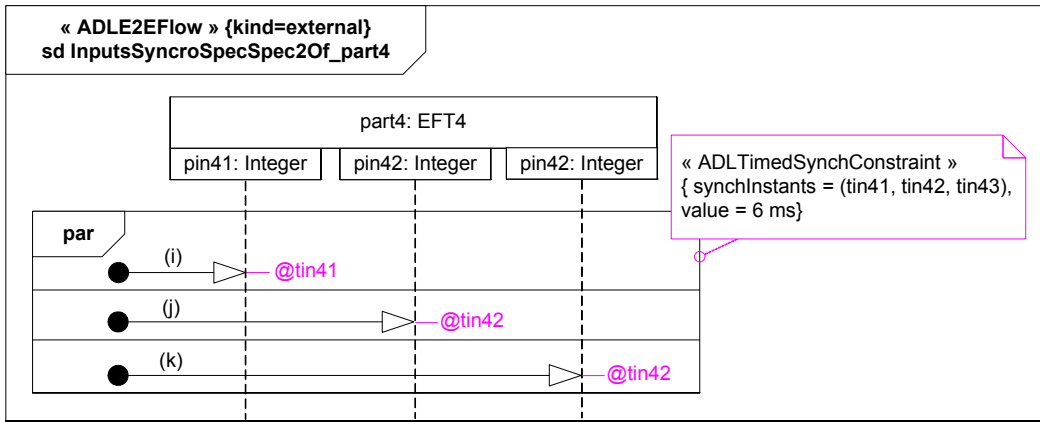 « ADLE2EFlow » {kind=external}
sd InputsSyncroSpecSpec2Of_part4
part4: EFT4
pin41: Integer
pin42: Integer
pin42: Integer
« ADLTimedSynchConstraint »
{ synchInstants = (tin41, tin42, tin43),
value = 6 ms}
par
(i)
@tin41
(j)
@tin42
(k)
@tin42